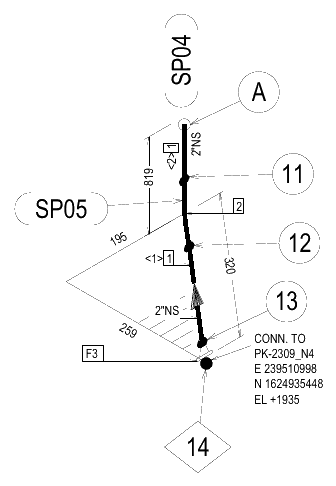 SP04
A
<2> 1
2"NS
819
11
SP05
2
195
12
<1> 1
320
2"NS
13
259
CONN. TO
PK-2309_N4
E 239510998
N 1624935448
EL +1935
F3
14